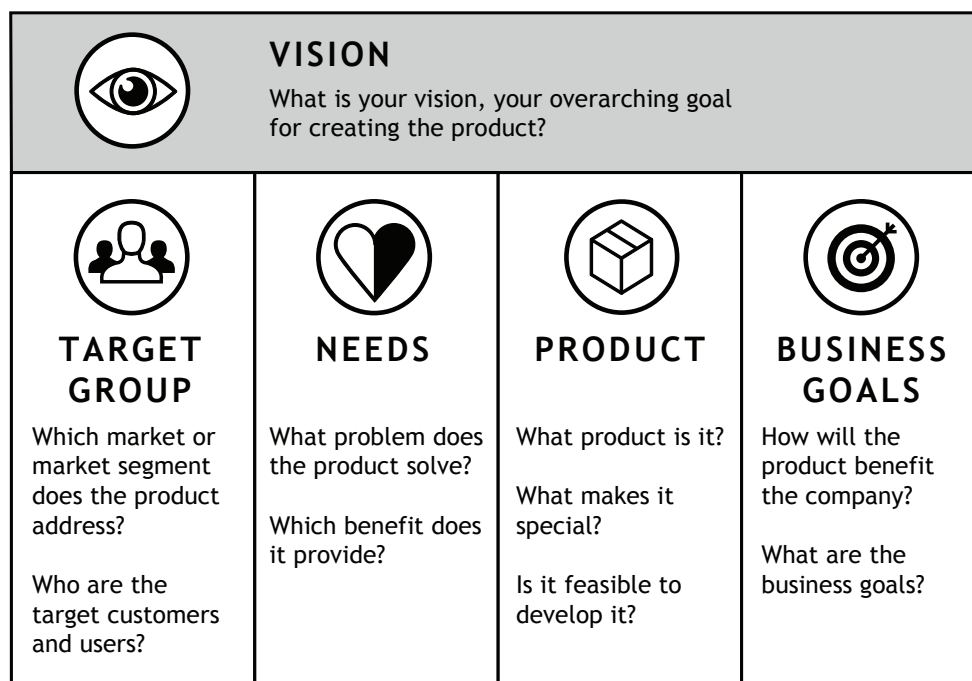 VISION
What is your vision, your overarching goal
for creating the product?
TARGET
GROUP
Which market or
market segment
does the product
address?
Who are the
target customers
and users?
NEEDS
What problem does
the product solve?
Which benefit does
it provide?
PRODUCT
What product is it?
What makes it
special?
Is it feasible to
develop it?
BUSINESS
GOALS
How will the
product benefit
the company?
What are the
business goals?